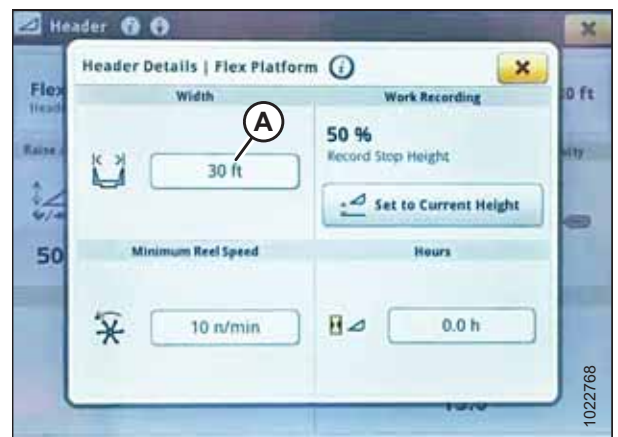 Header
Header Details | Flex Platform
Width
Work Recording
A
50 %
Record Stop Height
30 ft
Set to Current Height
Minimum Reel Speed
Hours
10 n/min
0.0 h
Flex
50
0 ft
1022768